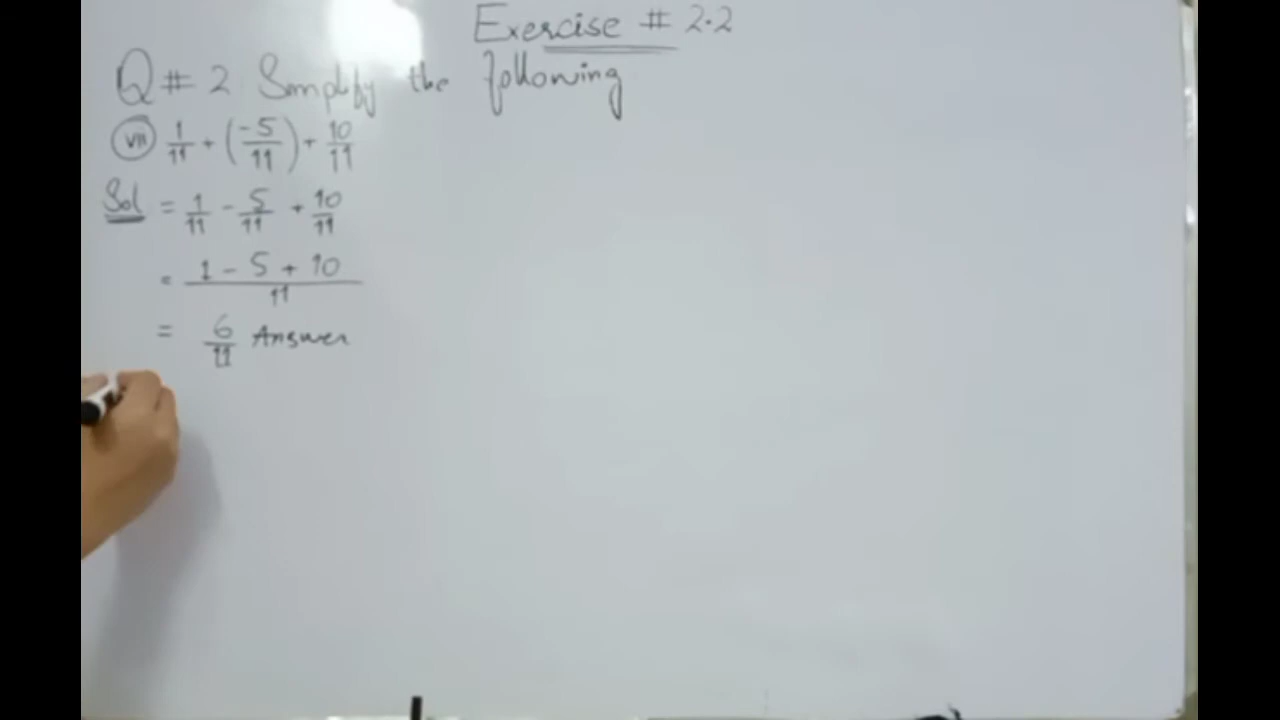 Exercise # 2.2
Q# 2 Simplify the following
(vii) 1/11 + (-5/11) + 10/11
Sol = 1/11 - 5/11 + 10/11
= 1 - 5 + 10 / 11
= 6/11 Answer